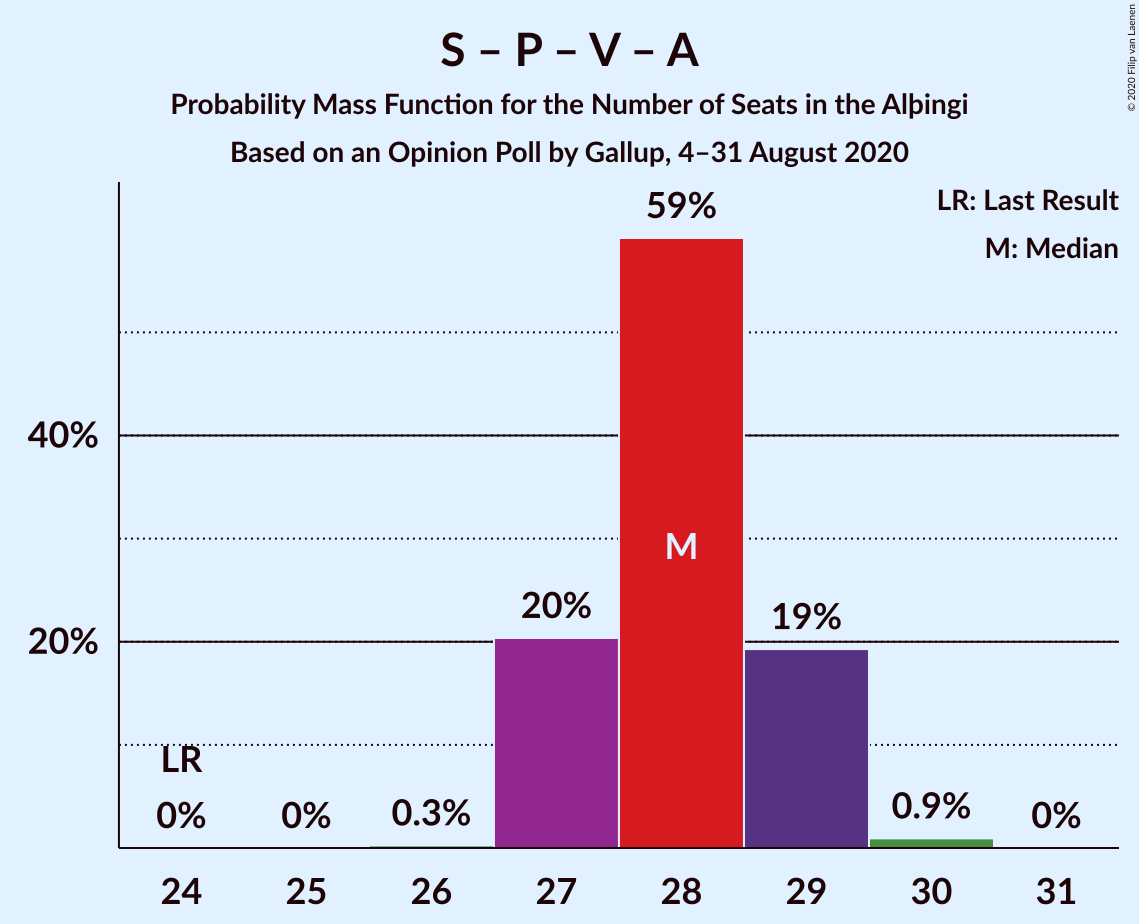 S – P – V – A
Probability Mass Function for the Number of Seats in the Alþingi
Based on an Opinion Poll by Gallup, 4–31 August 2020
© 2020 Filip van Laenen
LR: Last Result
M: Median
59%
40%
M
20%
19%
20%
LR
0%
0%
0.3%
0.9%
0%
24
25
26
27
28
29
30
31